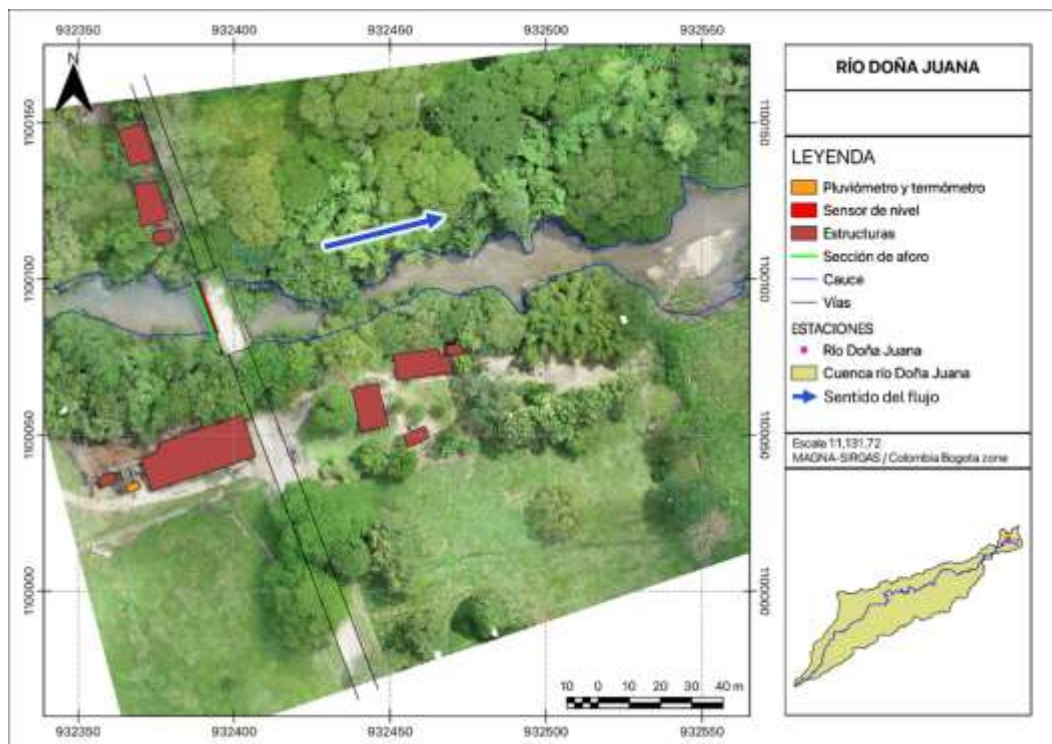 932350 932400 932450 932500 932550
N
1100150 1100150
1100100 1100100
1100050 1100050
1100000 1100000
10 0 10 20 30 40 m
932350 932400 932450 932500 932550
RÍO DOÑA JUANA
LEYENDA
Pluviómetro y termómetro
Sensor de nivel
Estructuras
Sección de aforo
Cauce
Vías
ESTACIONES
Río Doña Juana
Cuenca río Doña Juana
Sentido del flujo
Escala 1:1,131.72
MAGNA-SIRGAS / Colombia Bogota zone